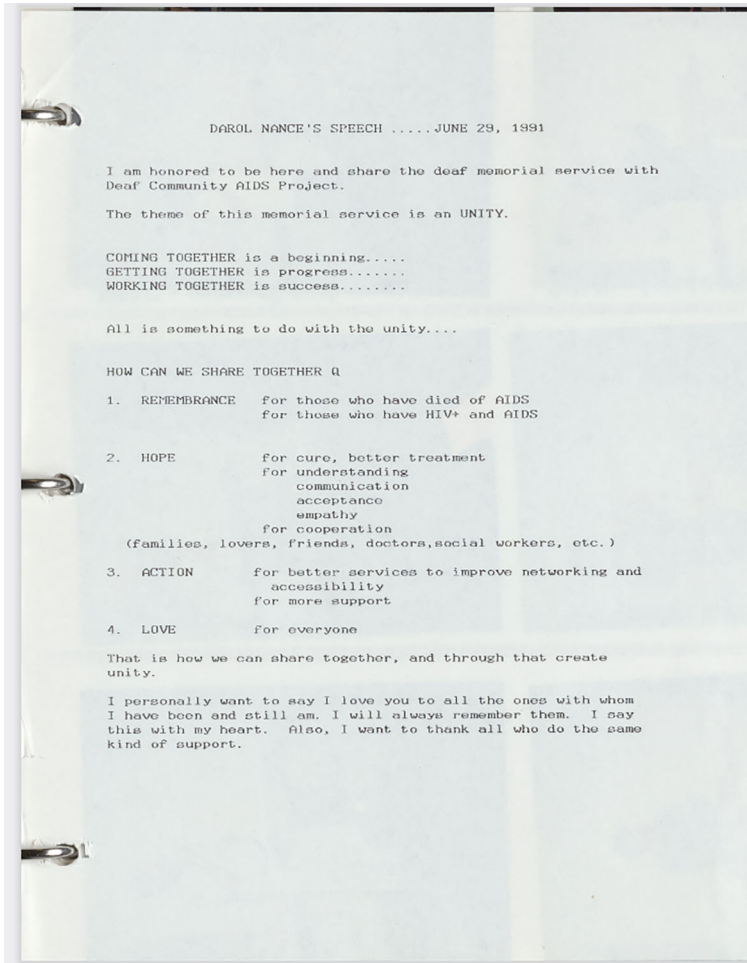 DAROL NANCE'S SPEECH .....JUNE 29, 1991
I am honored to be here and share the deaf memorial service with
Deaf Community AIDS Project.
The theme of this memorial service is an UNITY.
COMING TOGETHER is a beginning.....
GETTING TOGETHER is progress.......
WORKING TOGETHER is success........
All is something to do with the unity....
HOW CAN WE SHARE TOGETHER Q
1. REMEMBRANCE for those who have died of AIDS
for those who have HIV+ and AIDS
2. HOPE for cure, better treatment
for understanding
communication
acceptance
empathy
for cooperation
(families, lovers, friends, doctors,social workers, etc.)
3. ACTION for better services to improve networking and
accessibility
for more support
4. LOVE for everyone
That is how we can share together, and through that create
unity.
I personally want to say I love you to all the ones with whom
I have been and still am. I will always remember them. I say
this with my heart. Also, I want to thank all who do the same
kind of support.